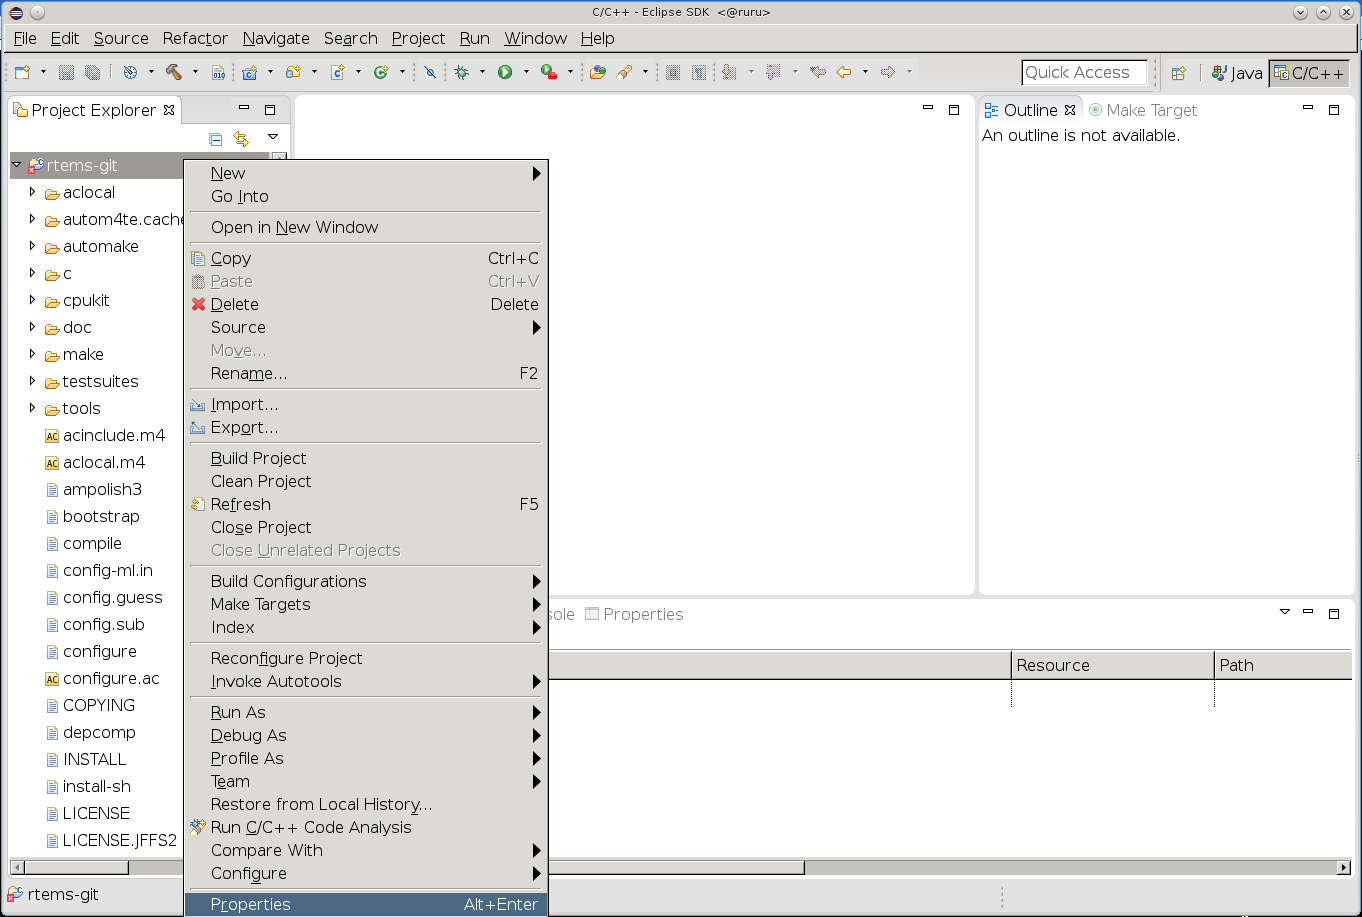 C/C++ - Eclipse SDK <@ruru>
File Edit Source Refactor Navigate Search Project Run Window Help
010
Quick Access
Java
C/C++
Project Explorer
rtems-git
aclocal
autom4te.cache
automake
c
cpukit
doc
make
testsuites
tools
AC acinclude.m4
AC aclocal.m4
ampolish3
bootstrap
compile
config-ml.in
config.guess
config.sub
configure
AC configure.ac
COPYING
depcomp
INSTALL
install-sh
LICENSE
LICENSE.JFFS2
rtems-git
New
Go Into
Open in New Window
Copy Ctrl+C
Paste Ctrl+V
Delete Delete
Source
Move...
Rename... F2
Import...
Export...
Build Project
Clean Project
Refresh F5
Close Project
Close Unrelated Projects
Build Configurations
Make Targets
Index
Reconfigure Project
Invoke Autotools
Run As
Debug As
Profile As
Team
Restore from Local History...
Run C/C++ Code Analysis
Compare With
Configure
Properties Alt+Enter
Outline
Make Target
An outline is not available.
sole
Properties
Resource Path